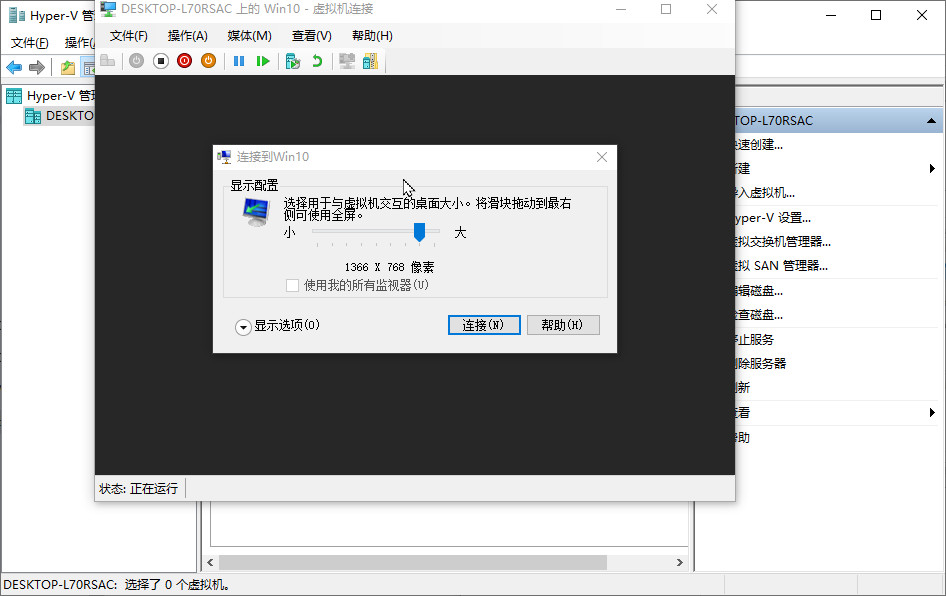 Hyper-V 管
文件(F) 操作(
Hyper-V 管
DESKTO
DESKTOP-L70RSAC 上的 Win10 - 虚拟机连接
文件(F) 操作(A) 媒体(M) 查看(V) 帮助(H)
连接到Win10
显示配置
选择用于与虚拟机交互的桌面大小。将滑块拖动到最右
侧可使用全屏。
小 大
1366 X 768 像素
使用我的所有监视器(U)
显示选项(O)
连接(N) 帮助(H)
状态: 正在运行
TOP-L70RSAC
速创建...
建
入虚拟机...
yper-V 设置...
拟交换机管理器...
拟 SAN 管理器...
辑磁盘...
查磁盘...
止服务
除服务器
新
看
助
DESKTOP-L70RSAC: 选择了 0 个虚拟机。